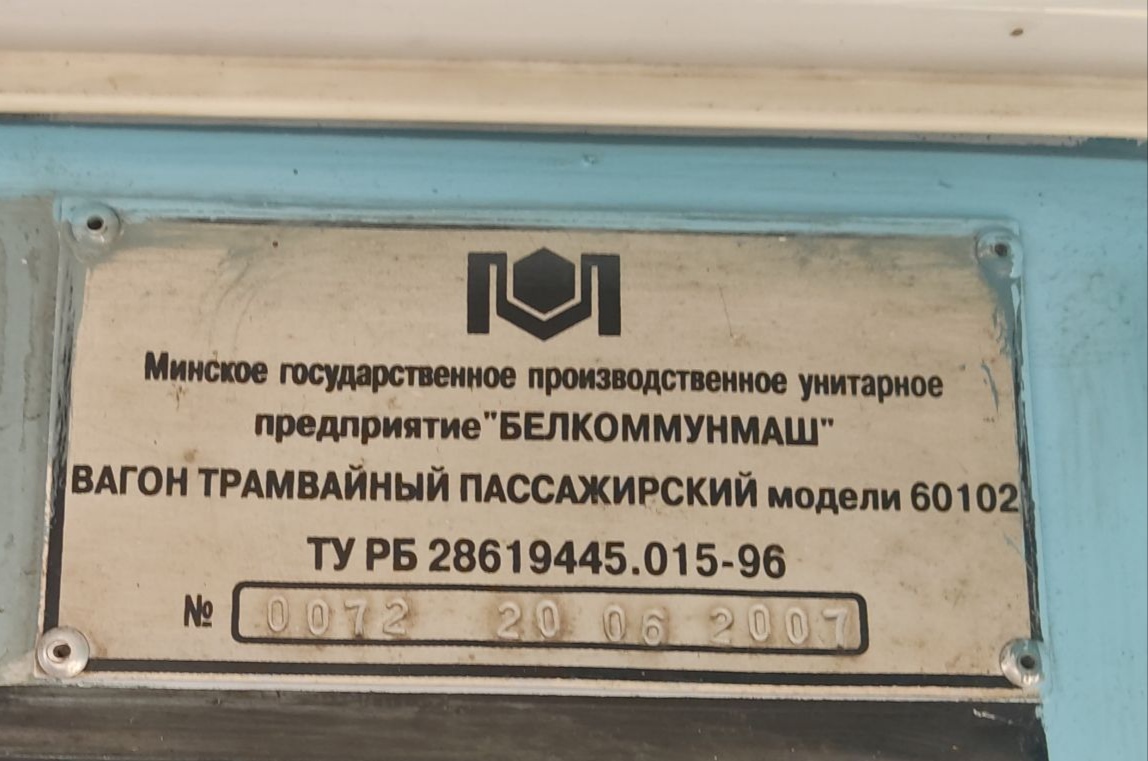 Минское государственное производственное унитарное
предприятие"БЕЛКОММУНМАШ"
ВАГОН ТРАМВАЙНЫЙ ПАССАЖИРСКИЙ модели 60102
ТУ РБ 28619445.015-96
№ 0072 20 06 2007